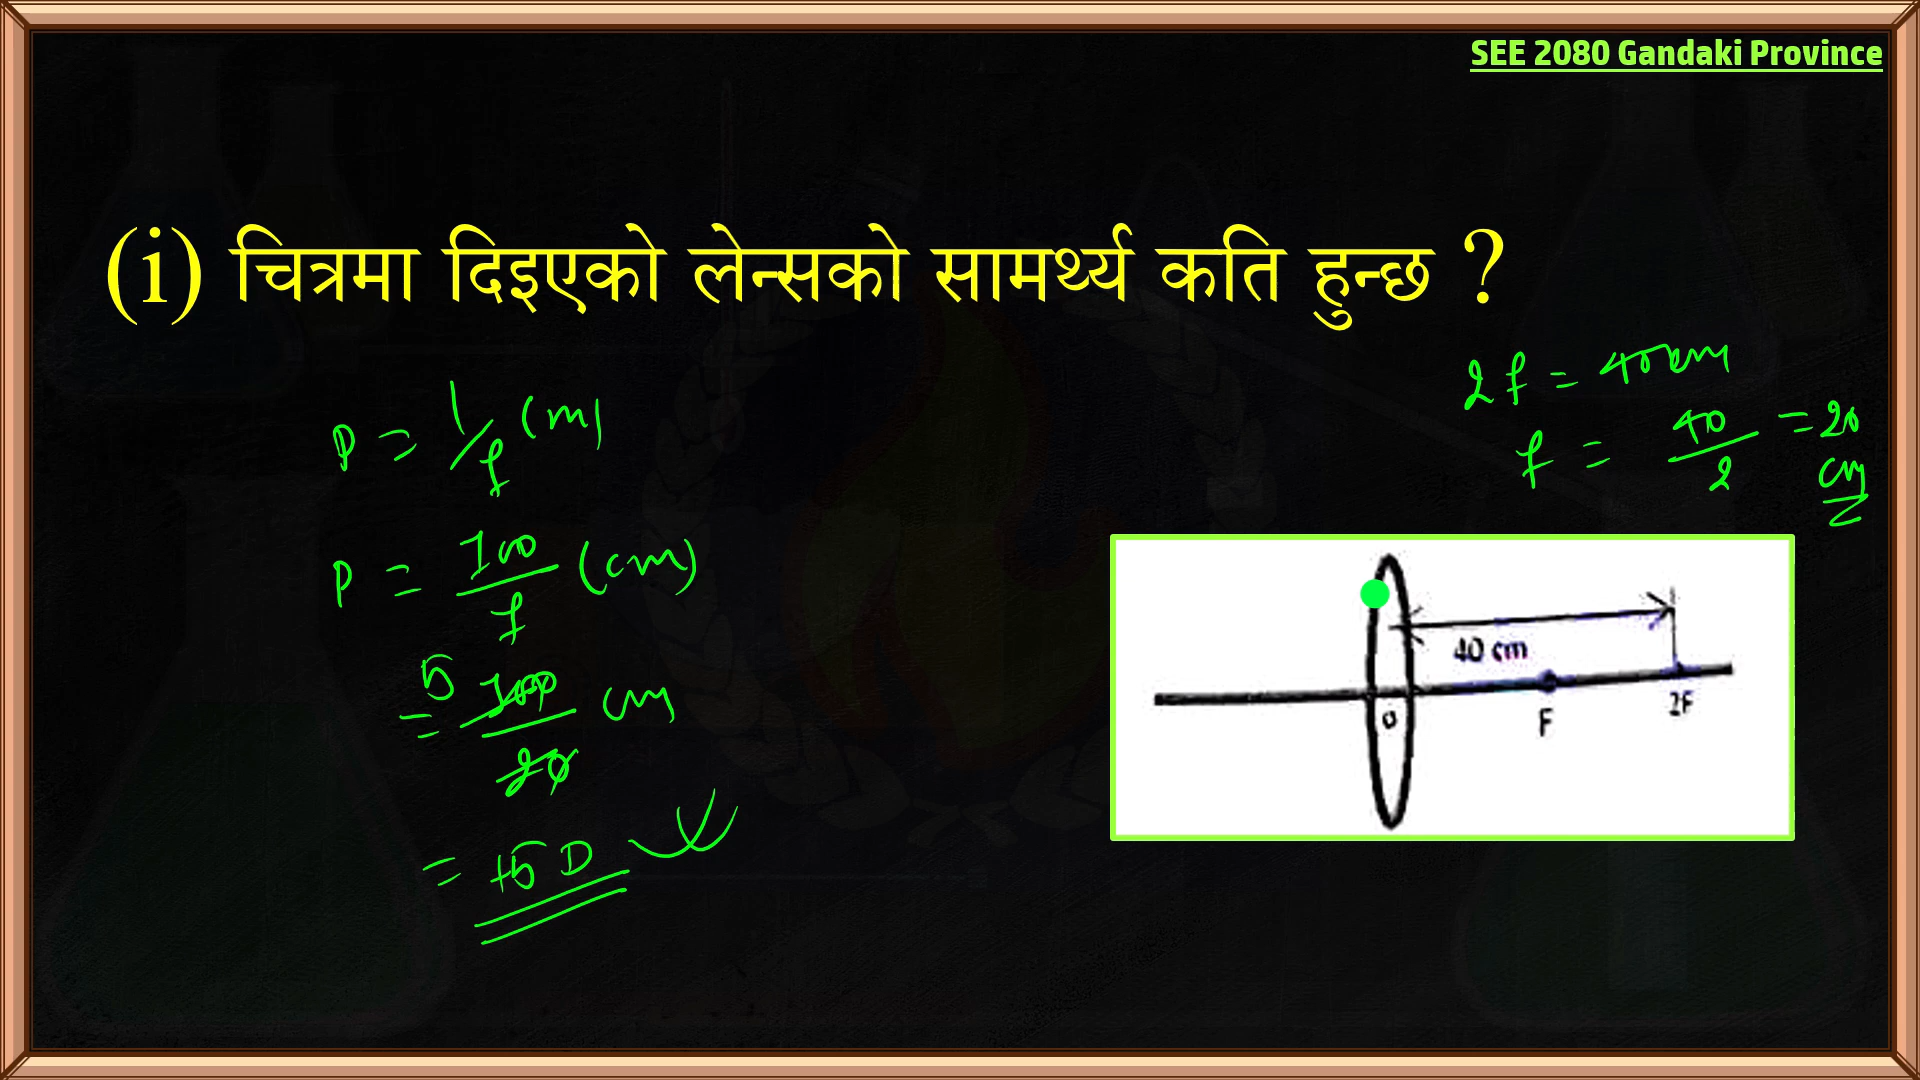 SEE 2080 Gandaki Province
(i) चित्रमा दिइएको लेन्सको सामर्थ्य कति हुन्छ ?
2f = 40cm
f = 40/2 = 20 cm
P = 1/f (m)
P = 100/f (cm)
= 5 100/20 cm
= +5 D
40 cm
O F 2F